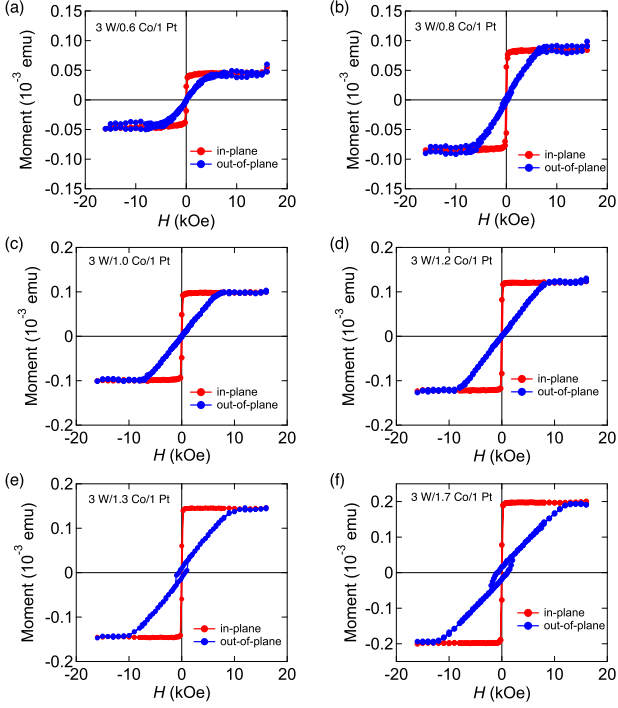 (a)
3 W/0.6 Co/1 Pt
Moment (10⁻³ emu)
0.15
0.10
0.05
0
-0.05
-0.10
0.15
in-plane
out-of-plane
-20 -10 0 10 20
H (kOe)
(b)
3 W/0.8 Co/1 Pt
Moment (10⁻³ emu)
0.15
0.10
0.05
0
-0.05
-0.10
0.15
in-plane
out-of-plane
-20 -10 0 10 20
H (kOe)
(c)
3 W/1.0 Co/1 Pt
Moment (10⁻³ emu)
0.2
0.1
0
-0.1
-0.2
in-plane
out-of-plane
-20 -10 0 10 20
H (kOe)
(d)
3 W/1.2 Co/1 Pt
Moment (10⁻³ emu)
0.2
0.1
0
-0.1
-0.2
in-plane
out-of-plane
-20 -10 0 10 20
H (kOe)
(e)
3 W/1.3 Co/1 Pt
Moment (10⁻³ emu)
0.2
0.1
0
-0.1
-0.2
in-plane
out-of-plane
-20 -10 0 10 20
H (kOe)
(f)
3 W/1.7 Co/1 Pt
Moment (10⁻³ emu)
0.2
0.1
0
-0.1
-0.2
in-plane
out-of-plane
-20 -10 0 10 20
H (kOe)